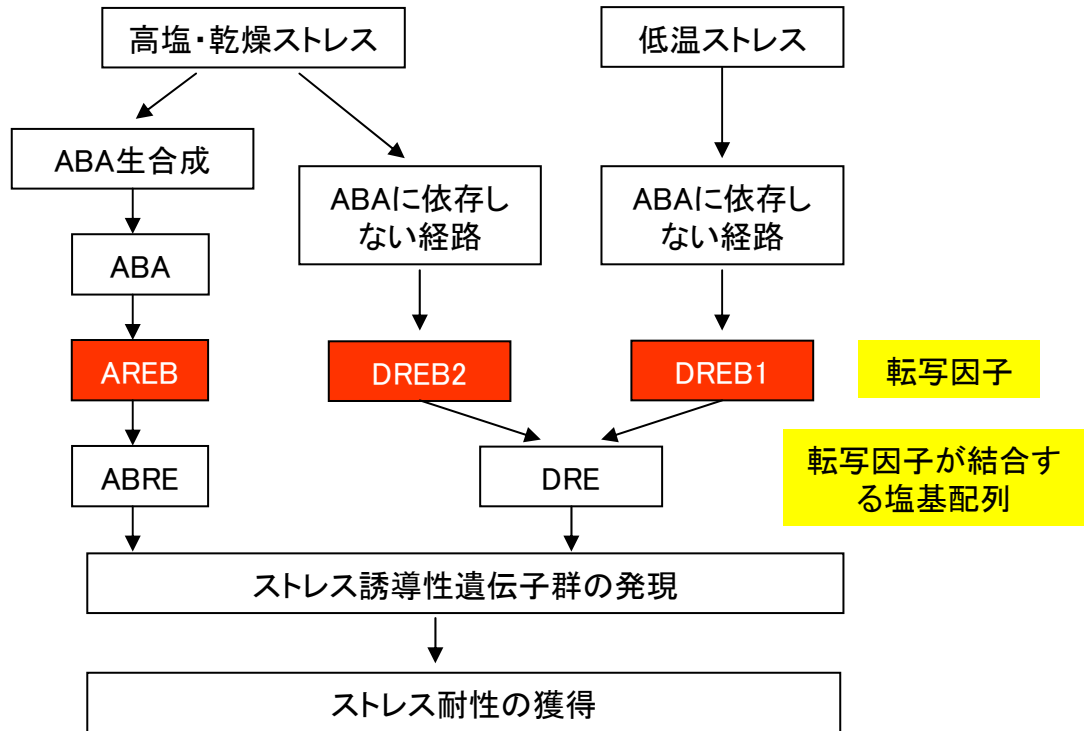 高塩・乾燥ストレス
低温ストレス
ABA生合成
ABAに依存し
ない経路
ABAに依存し
ない経路
ABA
AREB
DREB2
DREB1
転写因子
ABRE
DRE
転写因子が結合す
る塩基配列
ストレス誘導性遺伝子群の発現
ストレス耐性の獲得